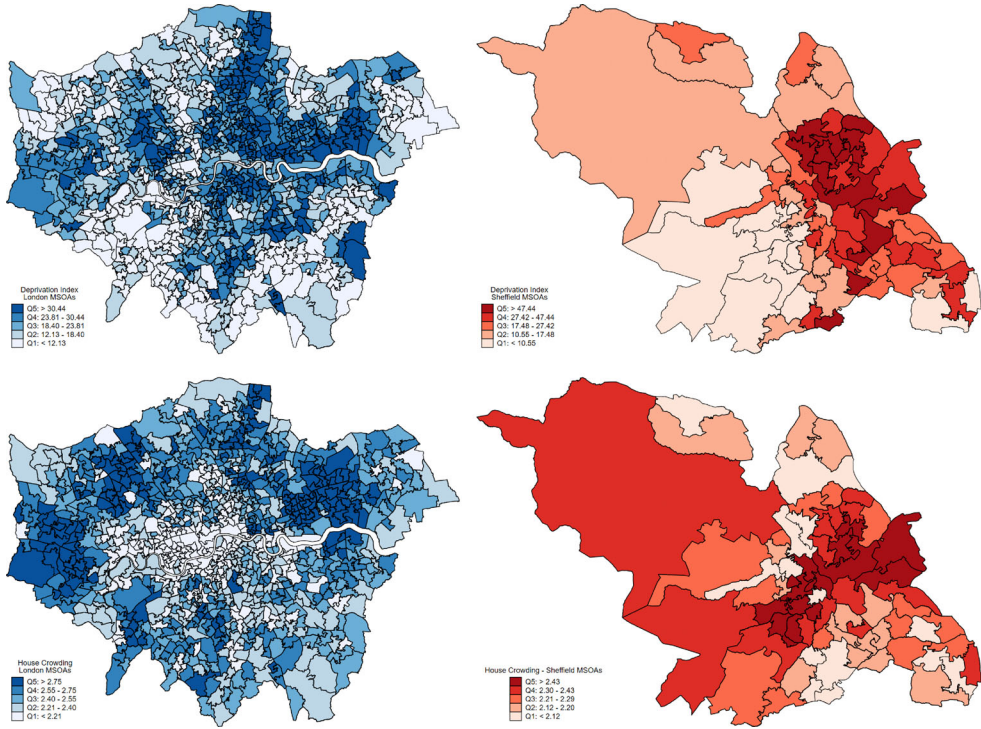 Deprivation Index
London MSOAs
Q5: > 30.44
Q4: 23.81 - 30.44
Q3: 18.40 - 23.81
Q2: 12.13 - 18.40
Q1: < 12.13
Deprivation Index
Sheffield MSOAs
Q5: > 47.44
Q4: 27.42 - 47.44
Q3: 17.48 - 27.42
Q2: 10.55 - 17.48
Q1: < 10.55
House Crowding
London MSOAs
Q5: > 2.75
Q4: 2.55 - 2.75
Q3: 2.40 - 2.55
Q2: 2.21 - 2.40
Q1: < 2.21
House Crowding - Sheffield MSOAs
Q5: > 2.43
Q4: 2.30 - 2.43
Q3: 2.21 - 2.29
Q2: 2.12 - 2.20
Q1: < 2.12